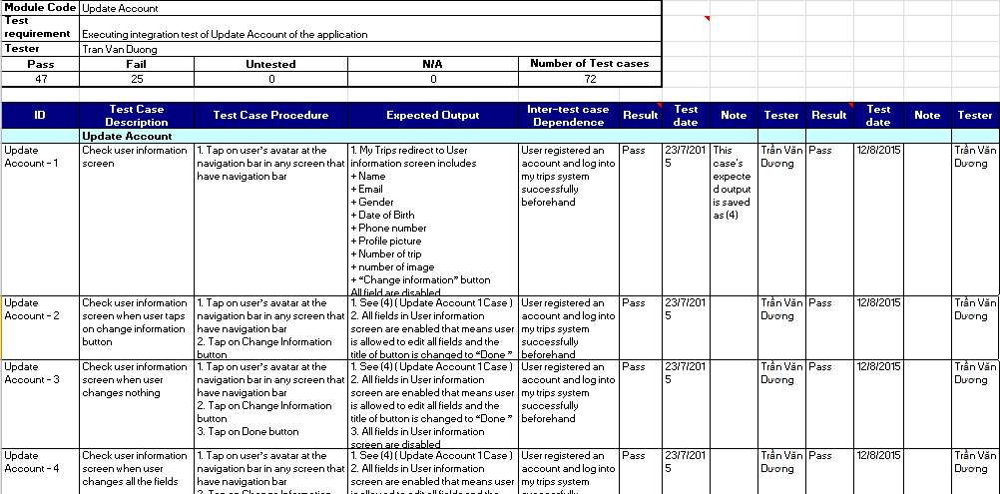 Module Code Update Account
Test requirement Executing integration test of Update Account of the application
Tester Tran Van Duong
Pass Fail Untested N/A Number of Test cases
47 25 0 0 72
ID Test Case Description Test Case Procedure Expected Output Inter-test case Dependence Result Test date Note Tester Result Test date Note Tester
Update Account
Update Account - 1
Check user information screen
1. Tap on user's avatar at the navigation bar in any screen that have navigation bar
1. My Trips redirect to User information screen includes
+ Name
+ Email
+ Gender
+ Date of Birth
+ Phone number
+ Profile picture
+ Number of trip
+ number of image
+ "Change information" button
All field are disabled
User registered an account and log into my trips system successfully beforehand
Pass
23/7/2015
This case's expected output is saved as (4)
Trần Văn Dương
Pass
12/8/2015
Trần Văn Dương
Update Account - 2
Check user information screen when user taps on change information button
1. Tap on user's avatar at the navigation bar in any screen that have navigation bar
2. Tap on Change Information button
1. See (4) ( Update Account 1 Case )
2. All fields in User information screen are enabled that means user is allowed to edit all fields and the title of button is changed to "Done "
User registered an account and log into my trips system successfully beforehand
Pass
23/7/2015
Trần Văn Dương
Pass
12/8/2015
Trần Văn Dương
Update Account - 3
Check user information screen when user changes nothing
1. Tap on user's avatar at the navigation bar in any screen that have navigation bar
2. Tap on Change Information button
3. Tap on Done button
1. See (4) ( Update Account 1 Case )
2. All fields in User information screen are enabled that means user is allowed to edit all fields and the title of button is changed to "Done "
3. All fields in User information screen are disabled
User registered an account and log into my trips system successfully beforehand
Pass
23/7/2015
Trần Văn Dương
Pass
12/8/2015
Trần Văn Dương
Update Account - 4
Check user information screen when user changes all the fields
1. Tap on user's avatar at the navigation bar in any screen that have navigation bar
2. Tap on Change Information
1. See (4) ( Update Account 1 Case )
2. All fields in User information screen are enabled that means user is allowed to edit all fields and the
User registered an account and log into my trips system successfully
Pass
23/7/2015
Trần Văn Dương
Pass
12/8/2015
Trần Văn Dương